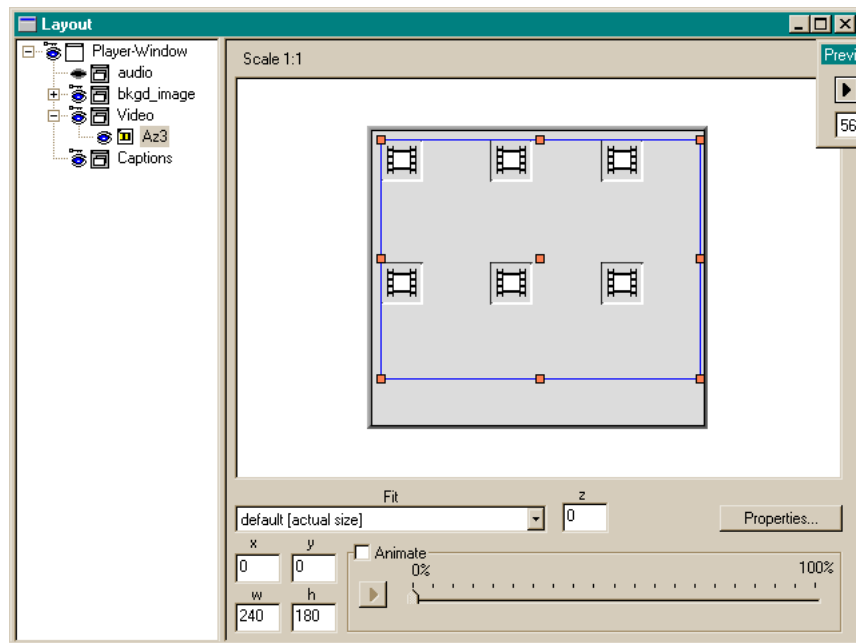 Layout
Player-Window
audio
bkgd_image
Video
Az3
Captions
Scale 1:1
56
Fit
z
default [actual size]
0
Properties...
x y
0 0
Animate
0% 100%
w h
240 180